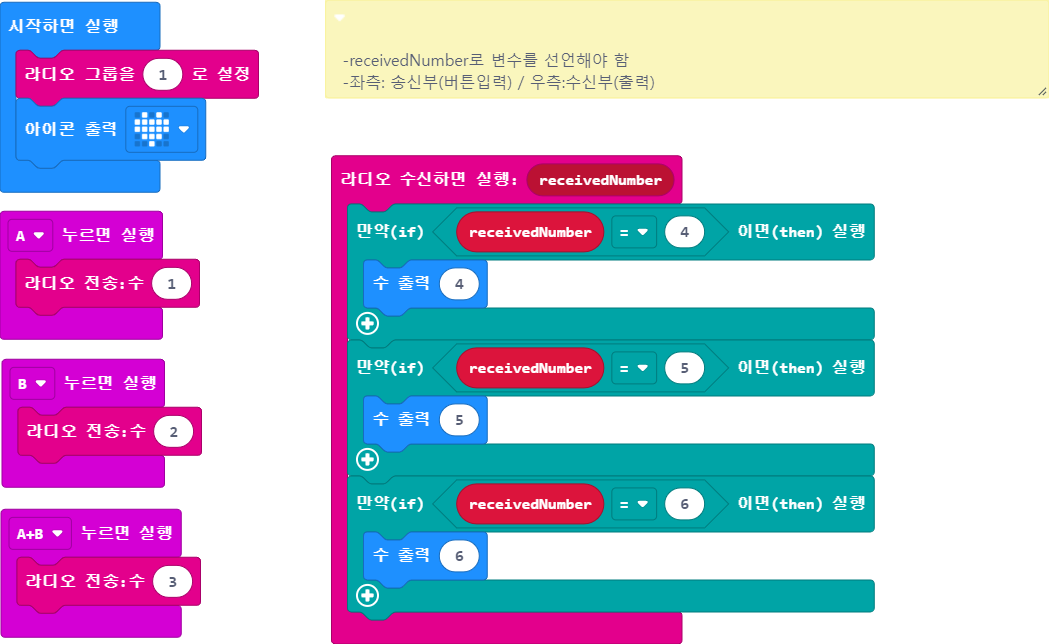 시작하면 실행
라디오 그룹을 1 로 설정
아이콘 출력
A 누르면 실행
라디오 전송:수 1
B 누르면 실행
라디오 전송:수 2
A+B 누르면 실행
라디오 전송:수 3
-receivedNumber로 변수를 선언해야 함
-좌측: 송신부(버튼입력) / 우측:수신부(출력)
라디오 수신하면 실행: receivedNumber
만약(if) receivedNumber = 4 이면(then) 실행
수 출력 4
만약(if) receivedNumber = 5 이면(then) 실행
수 출력 5
만약(if) receivedNumber = 6 이면(then) 실행
수 출력 6